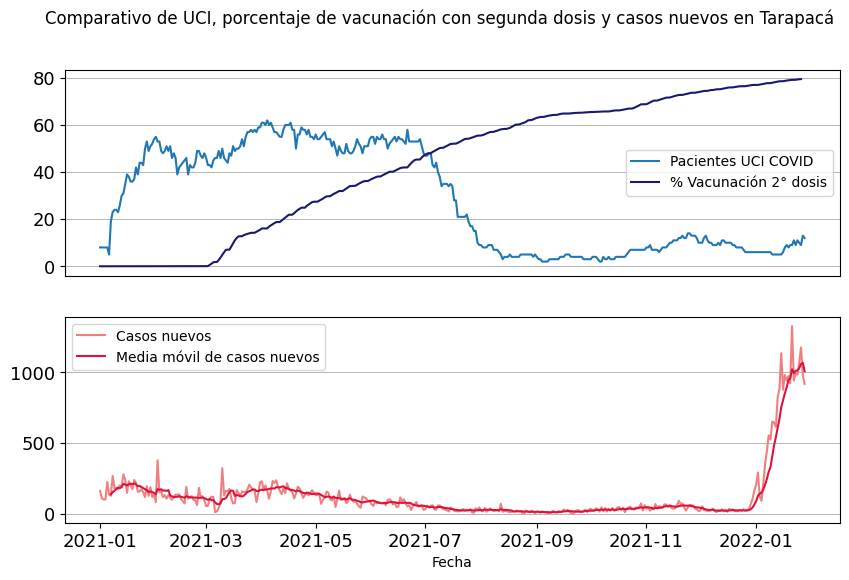 Comparativo de UCI, porcentaje de vacunación con segunda dosis y casos nuevos en Tarapacá
80
60
40
20
0
Pacientes UCI COVID
% Vacunación 2° dosis
Casos nuevos
Media móvil de casos nuevos
1000
500
0
2021-01 2021-03 2021-05 2021-07 2021-09 2021-11 2022-01
Fecha